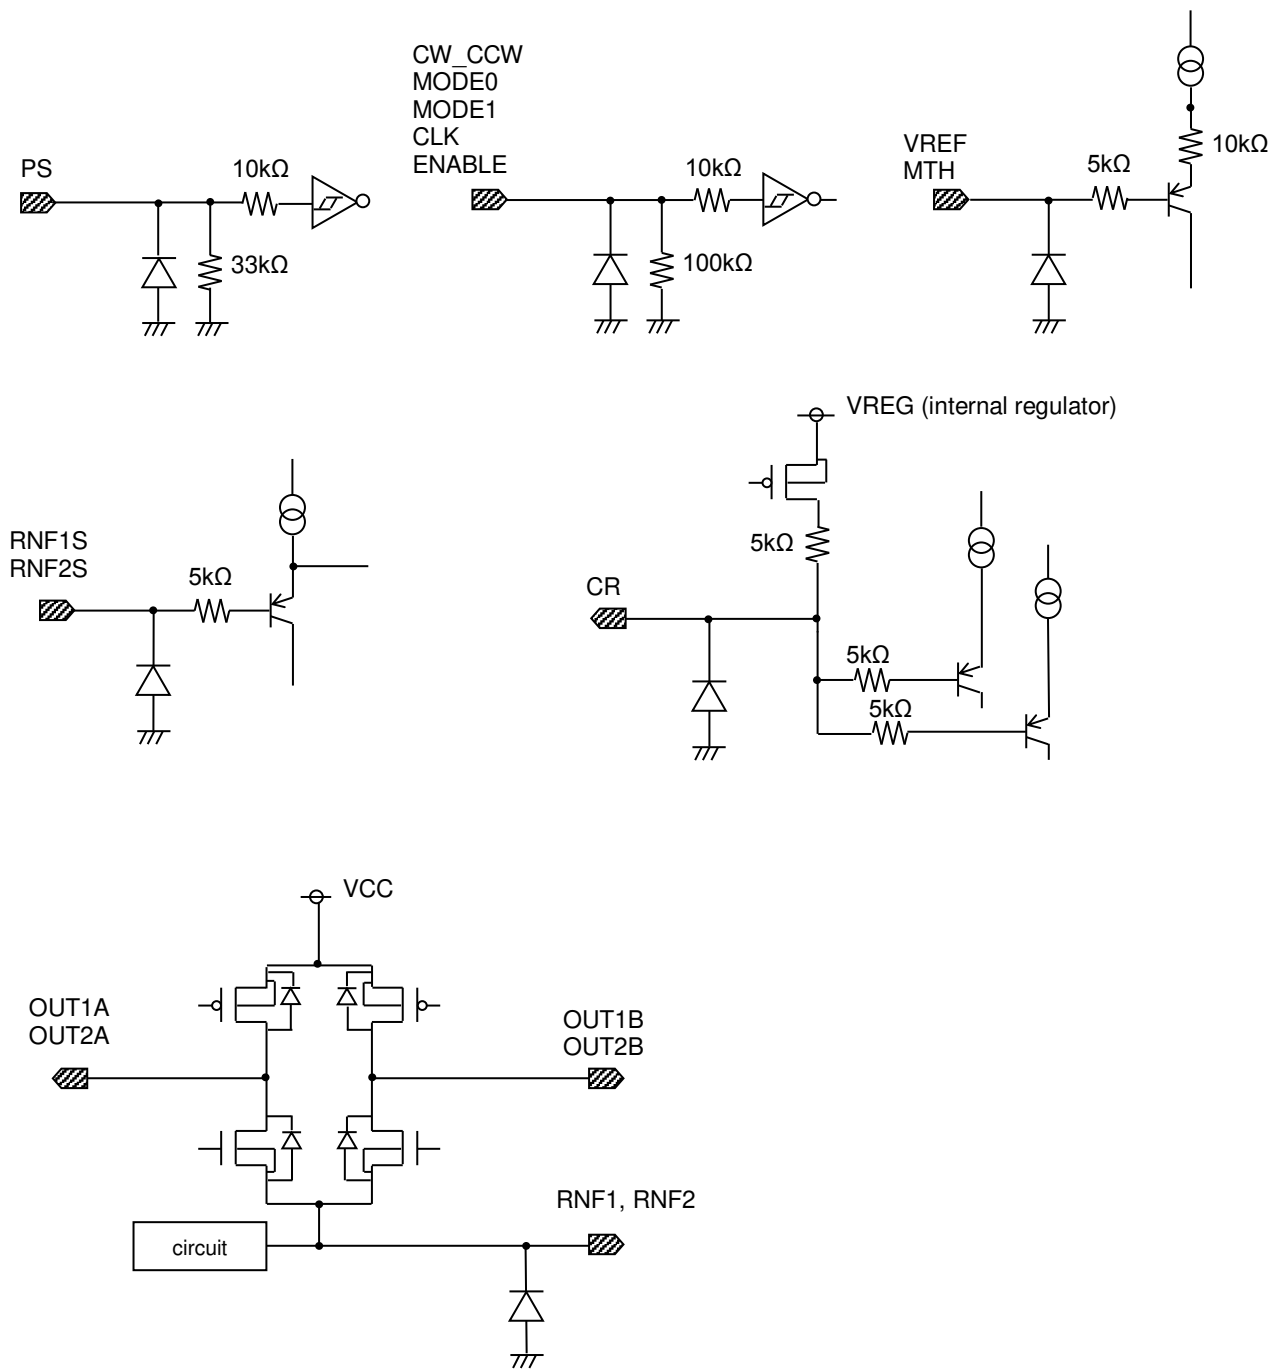 PS
10kΩ
33kΩ
CW_CCW
MODE0
MODE1
CLK
ENABLE
10kΩ
100kΩ
VREF
MTH
5kΩ
10kΩ
RNF1S
RNF2S
5kΩ
VREG (internal regulator)
5kΩ
CR
5kΩ
5kΩ
VCC
OUT1A
OUT2A
OUT1B
OUT2B
RNF1, RNF2
circuit